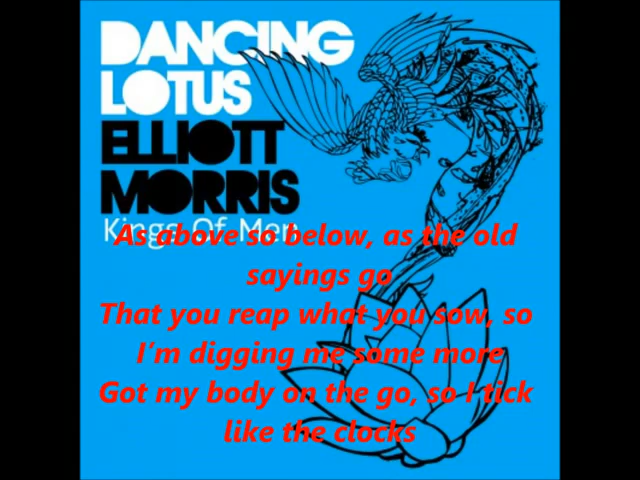 DANCING
LOTUS
ELLIOTT
MORRIS
Kings Of Men
As above so below, as the old
sayings go
That you reap what you sow, so
I’m digging me some more
Got my body on the go, so I tick
like the clocks